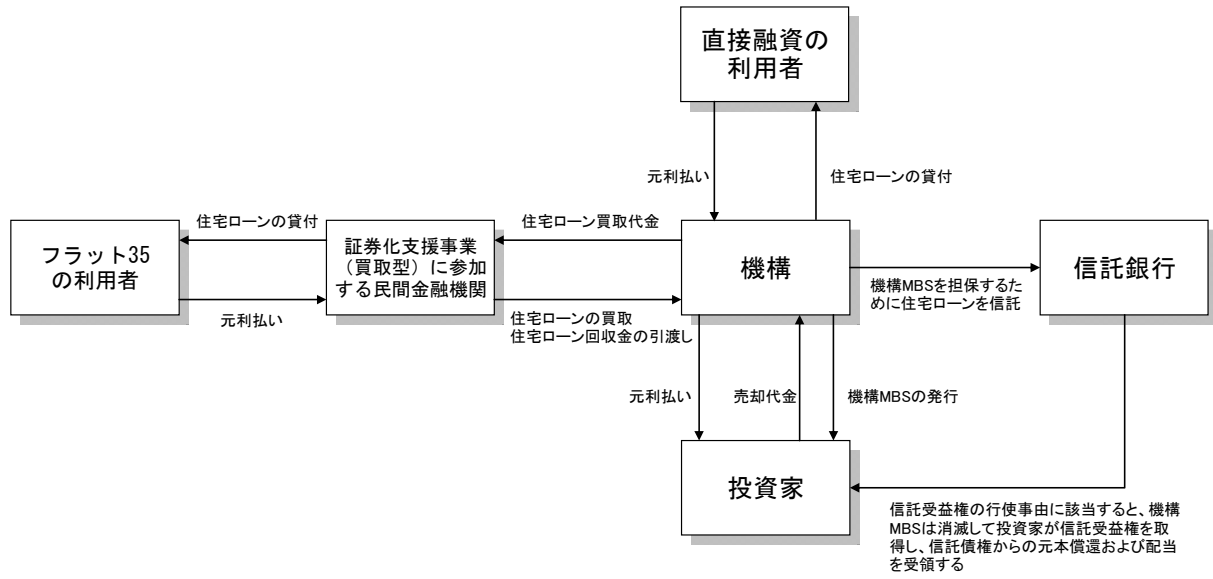 直接融資の
利用者
元利払い
住宅ローンの貸付
住宅ローンの貸付
住宅ローン買取代金
フラット35
の利用者
証券化支援事業
（買取型）に参加
する民間金融機関
機構
信託銀行
機構MBSを担保するた
めに住宅ローンを信託
元利払い
住宅ローンの買取
住宅ローン回収金の引渡し
元利払い
売却代金
機構MBSの発行
投資家
信託受益権の行使事由に該当すると、機構
MBSは消滅して投資家が信託受益権を取
得し、信託債権からの元本償還および配当
を受領する